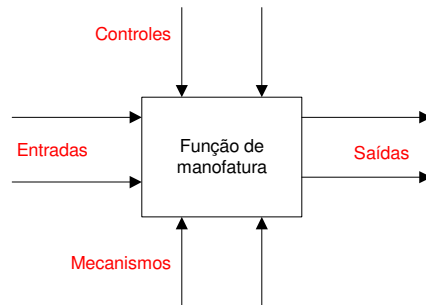 Controles
Entradas
Função de
manofatura
Saídas
Mecanismos